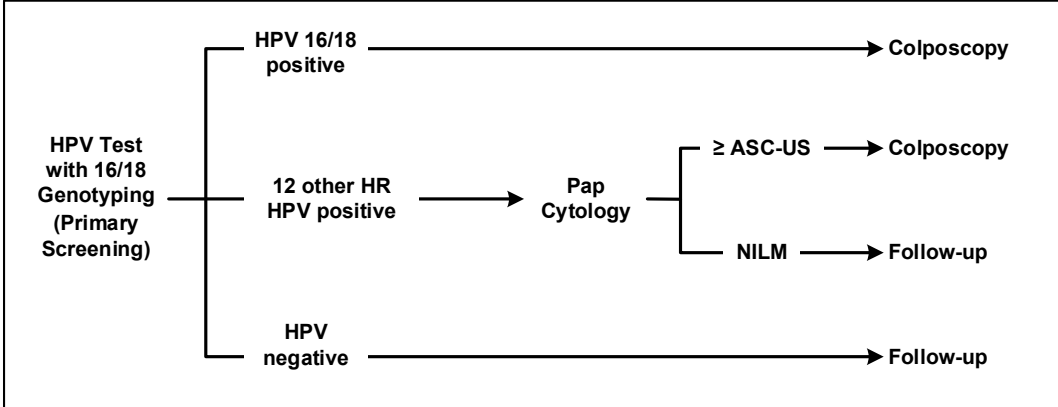 HPV Test
with 16/18
Genotyping
(Primary
Screening)
HPV 16/18
positive
Colposcopy
12 other HR
HPV positive
Pap
Cytology
≥ ASC-US
Colposcopy
NILM
Follow-up
HPV
negative
Follow-up